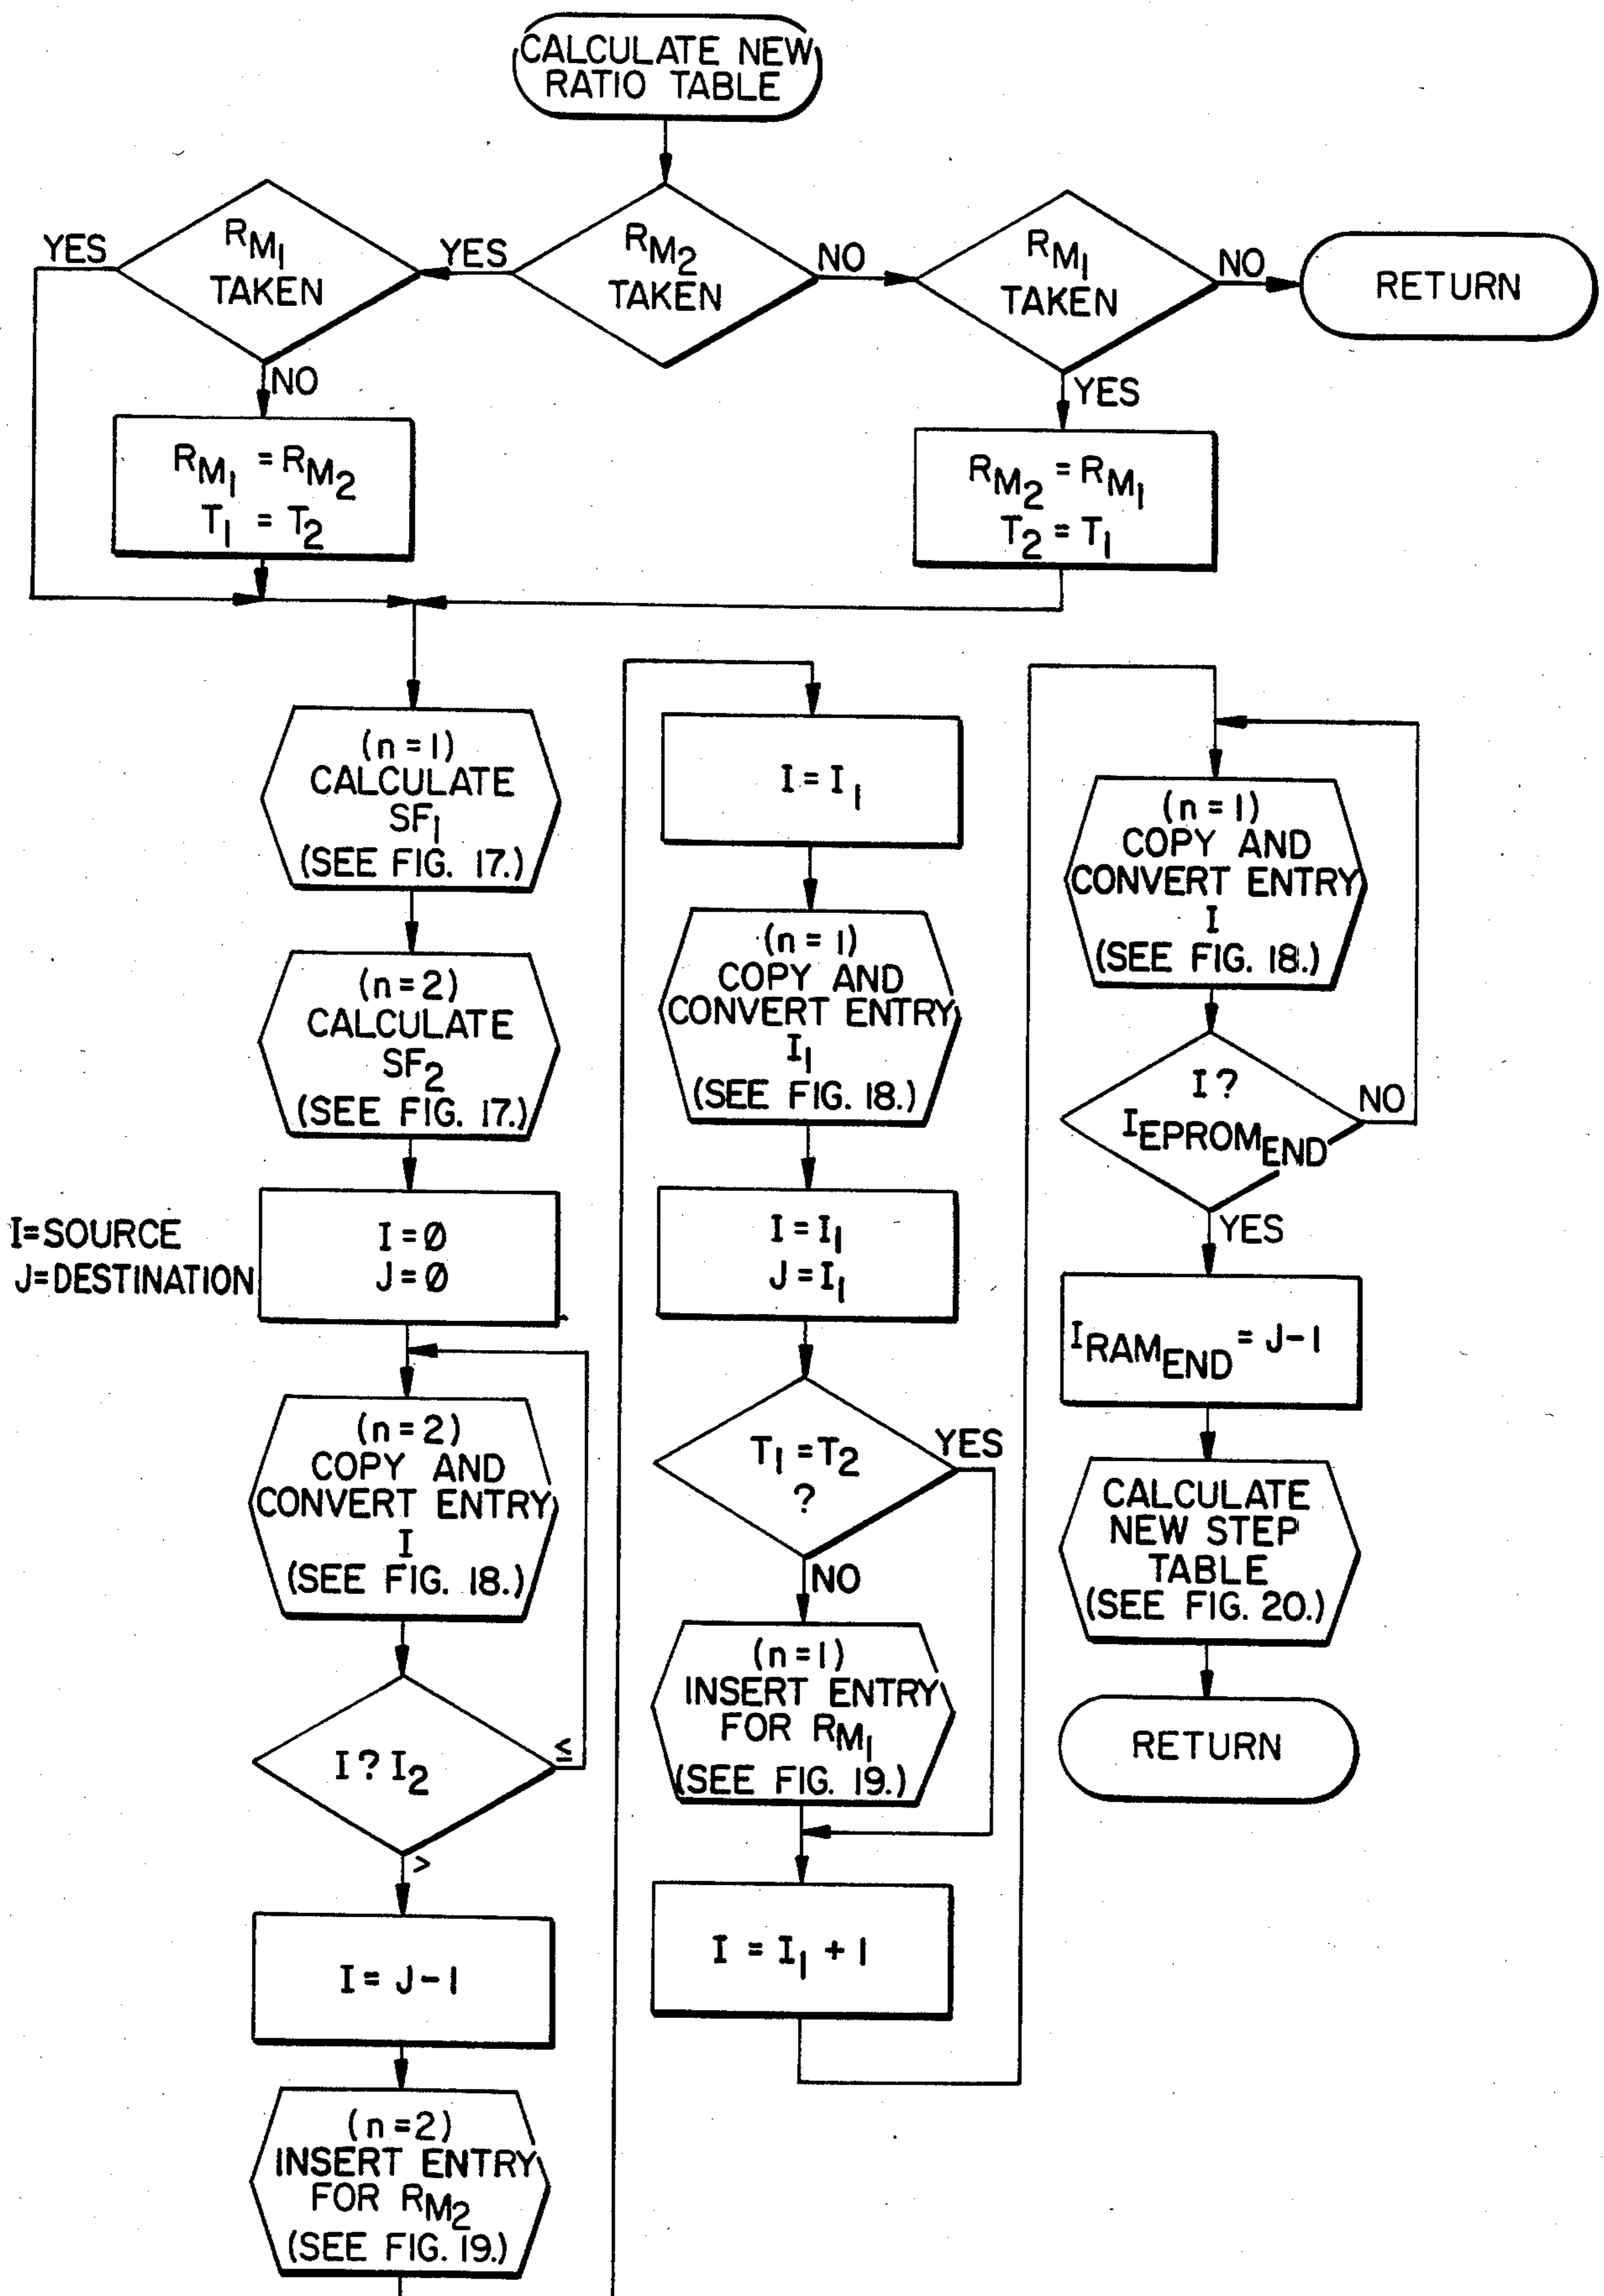 CALCULATE NEW
RATIO TABLE
YES
RM1
TAKEN
YES
RM2
TAKEN
NO
RM1
TAKEN
NO
RETURN
NO
RM1 = RM2
T1 = T2
YES
RM2 = RM1
T2 = T1
(n=1)
CALCULATE
SF1
(SEE FIG. 17.)
(n=2)
CALCULATE
SF2
(SEE FIG. 17.)
I=SOURCE
J=DESTINATION
I=Ø
J=Ø
(n=2)
COPY AND
CONVERT ENTRY
I
(SEE FIG. 18.)
I?I2
≤
>
I= J-1
(n=2)
INSERT ENTRY
FOR RM2
(SEE FIG. 19.)
I=I1
(n=1)
COPY AND
CONVERT ENTRY
I1
(SEE FIG. 18.)
I=I1
J=I1
T1=T2
?
YES
NO
(n=1)
INSERT ENTRY
FOR RM1
(SEE FIG. 19.)
I = I1 + 1
(n=1)
COPY AND
CONVERT ENTRY
I
(SEE FIG. 18.)
I?
IEPROMEND
NO
YES
IRAMEND = J-1
CALCULATE
NEW STEP
TABLE
(SEE FIG. 20.)
RETURN